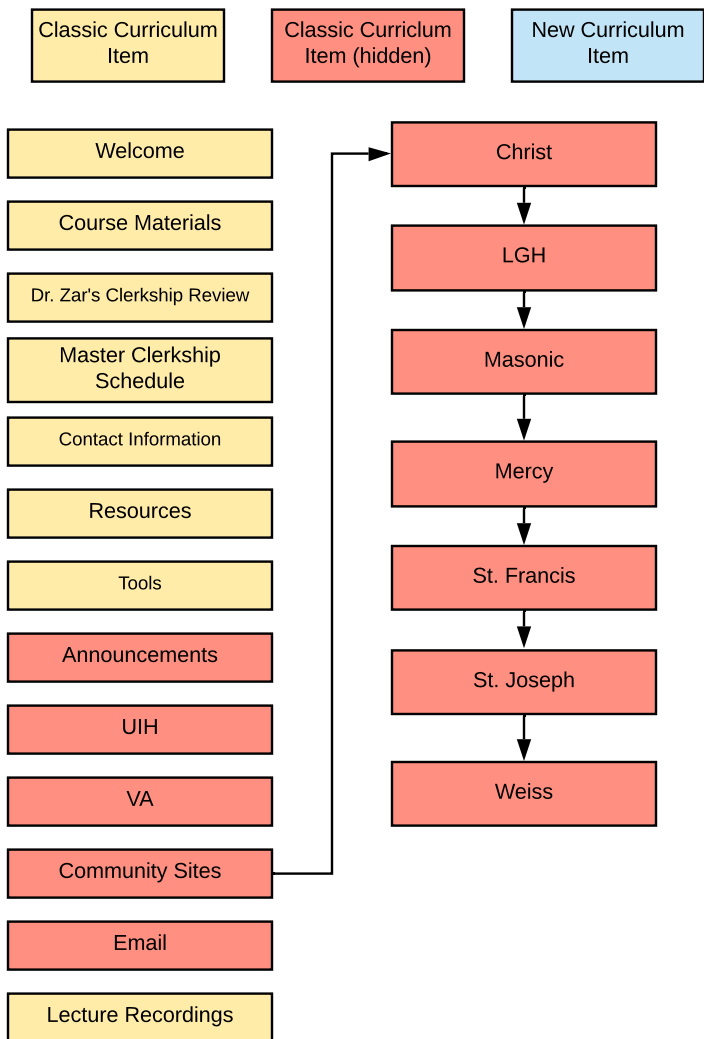 Classic Curriculum
Item
Classic Curriclum
Item (hidden)
New Curriculum
Item
Welcome
Course Materials
Dr. Zar's Clerkship Review
Master Clerkship
Schedule
Contact Information
Resources
Tools
Announcements
UIH
VA
Community Sites
Email
Lecture Recordings
Christ
LGH
Masonic
Mercy
St. Francis
St. Joseph
Weiss